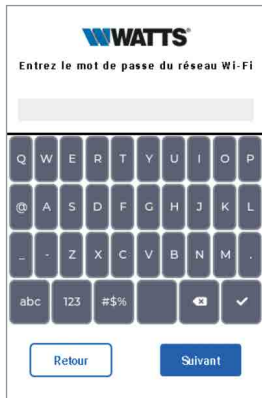 WATTS
Entrez le mot de passe du réseau Wi-Fi
Q W E R T Y U I O P
@ A S D F G H J K L
_ - Z X C V B N M .
abc 123 #$%
Retour Suivant